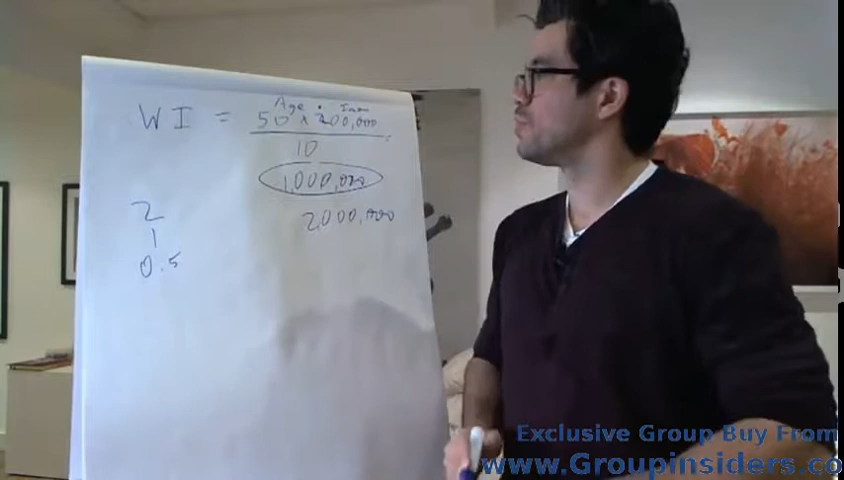 Age · Inc
WI = 50 x 200,000
10
1,000,000
2,000,000
2
1
0.5
Exclusive Group Buy From
www.Groupinsiders.co